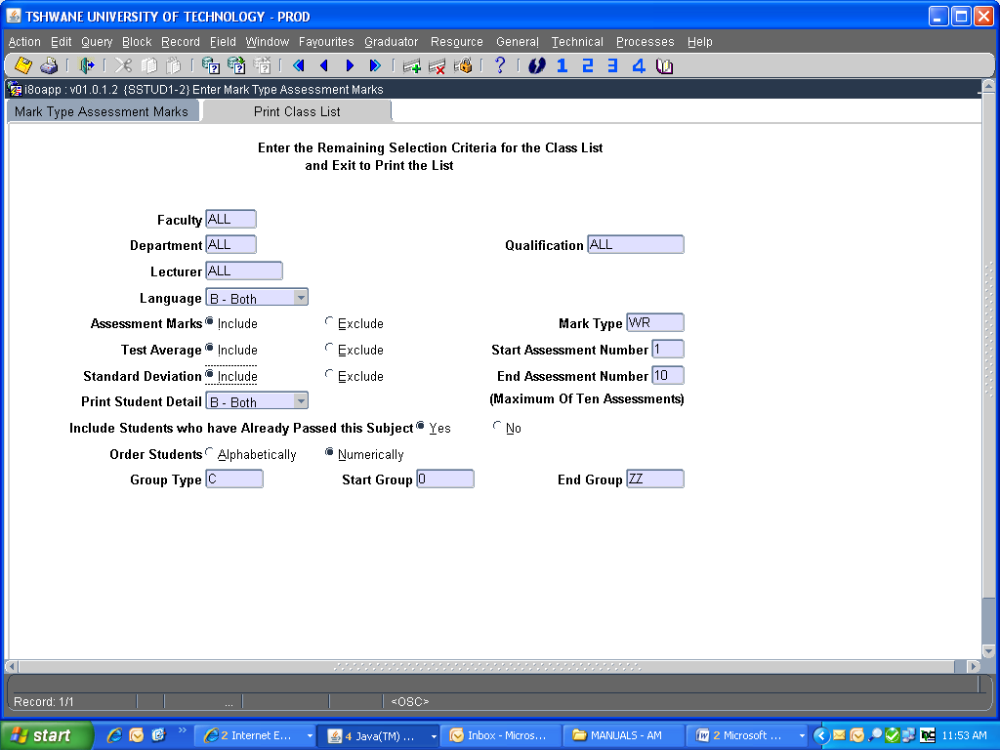 TSHWANE UNIVERSITY OF TECHNOLOGY - PROD
Action Edit Query Block Record Field Window Favourites Graduator Resource General Technical Processes Help
? 1 2 3 4
i8oapp : v01.0.1.2 {SSTUD1-2} Enter Mark Type Assessment Marks
Mark Type Assessment Marks Print Class List
Enter the Remaining Selection Criteria for the Class List
and Exit to Print the List
Faculty ALL
Department ALL Qualification ALL
Lecturer ALL
Language B - Both
Assessment Marks Include Exclude Mark Type WR
Test Average Include Exclude Start Assessment Number 1
Standard Deviation Include Exclude End Assessment Number 10
Print Student Detail B - Both (Maximum Of Ten Assessments)
Include Students who have Already Passed this Subject Yes No
Order Students Alphabetically Numerically
Group Type C Start Group 0 End Group ZZ
Record: 1/1 ... <OSC>
start 2 Internet E... 4 Java(TM) ... Inbox - Micros... MANUALS - AM 2 Microsoft ... 11:53 AM